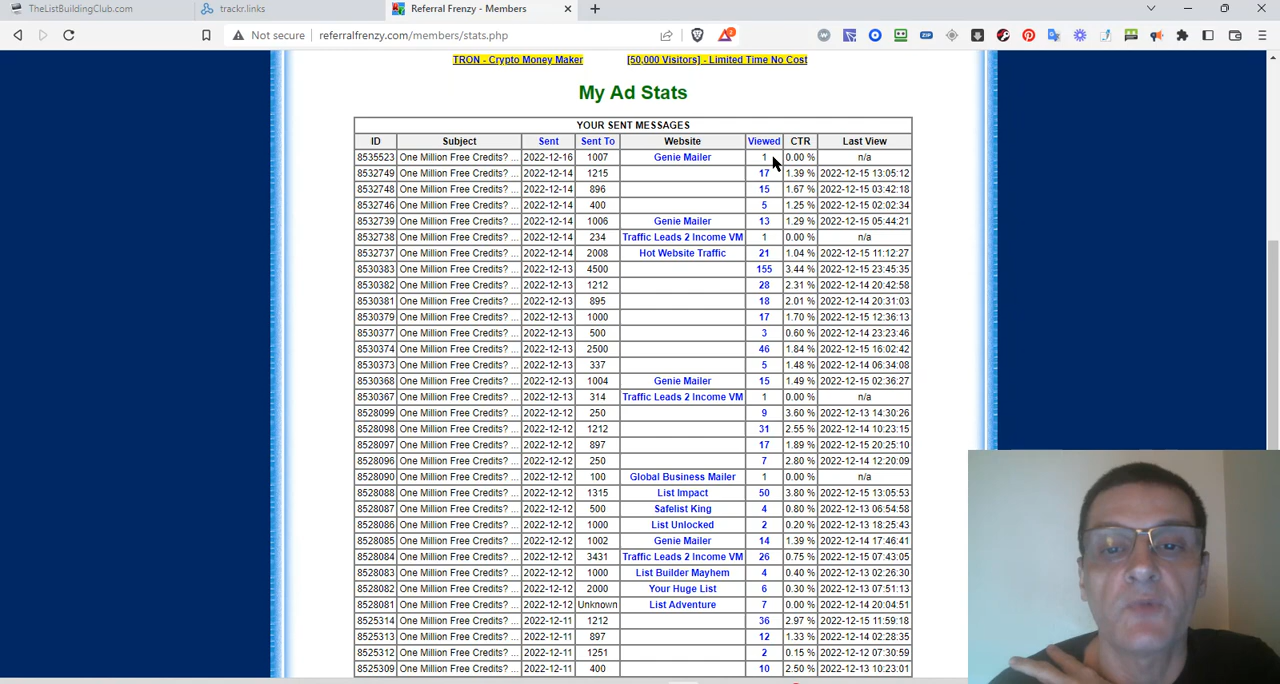 TheListBuildingClub.com
trackr.links
Referral Frenzy - Members
Not secure
referralfrenzy.com/members/stats.php
TRON - Crypto Money Maker [50,000 Visitors] - Limited Time No Cost
My Ad Stats
YOUR SENT MESSAGES
ID Subject Sent Sent To Website Viewed CTR Last View
8535523 One Million Free Credits? ... 2022-12-16 1007 Genie Mailer 1 0.00 % n/a
8532749 One Million Free Credits? ... 2022-12-14 1215 17 1.39 % 2022-12-15 13:05:12
8532748 One Million Free Credits? ... 2022-12-14 896 15 1.67 % 2022-12-15 03:42:18
8532746 One Million Free Credits? ... 2022-12-14 400 5 1.25 % 2022-12-15 02:02:34
8532739 One Million Free Credits? ... 2022-12-14 1006 Genie Mailer 13 1.29 % 2022-12-15 05:44:21
8532738 One Million Free Credits? ... 2022-12-14 234 Traffic Leads 2 Income VM 1 0.00 % n/a
8532737 One Million Free Credits? ... 2022-12-14 2008 Hot Website Traffic 21 1.04 % 2022-12-15 11:12:27
8530383 One Million Free Credits? ... 2022-12-13 4500 155 3.44 % 2022-12-15 23:45:35
8530382 One Million Free Credits? ... 2022-12-13 1212 28 2.31 % 2022-12-14 20:42:58
8530381 One Million Free Credits? ... 2022-12-13 895 18 2.01 % 2022-12-14 20:31:03
8530379 One Million Free Credits? ... 2022-12-13 1000 17 1.70 % 2022-12-15 12:36:13
8530377 One Million Free Credits? ... 2022-12-13 500 3 0.60 % 2022-12-14 23:23:46
8530374 One Million Free Credits? ... 2022-12-13 2500 46 1.84 % 2022-12-15 16:02:42
8530373 One Million Free Credits? ... 2022-12-13 337 5 1.48 % 2022-12-14 06:34:08
8530368 One Million Free Credits? ... 2022-12-13 1004 Genie Mailer 15 1.49 % 2022-12-15 02:36:27
8530367 One Million Free Credits? ... 2022-12-13 314 Traffic Leads 2 Income VM 1 0.00 % n/a
8528099 One Million Free Credits? ... 2022-12-12 250 9 3.60 % 2022-12-13 14:30:26
8528098 One Million Free Credits? ... 2022-12-12 1212 31 2.55 % 2022-12-14 10:23:15
8528097 One Million Free Credits? ... 2022-12-12 897 17 1.89 % 2022-12-15 20:25:10
8528096 One Million Free Credits? ... 2022-12-12 250 7 2.80 % 2022-12-14 12:20:09
8528090 One Million Free Credits? ... 2022-12-12 100 Global Business Mailer 1 0.00 % n/a
8528088 One Million Free Credits? ... 2022-12-12 1315 List Impact 50 3.80 % 2022-12-15 13:05:53
8528087 One Million Free Credits? ... 2022-12-12 500 Safelist King 4 0.80 % 2022-12-13 06:54:58
8528086 One Million Free Credits? ... 2022-12-12 1000 List Unlocked 2 0.20 % 2022-12-13 18:25:43
8528085 One Million Free Credits? ... 2022-12-12 1002 Genie Mailer 14 1.39 % 2022-12-14 17:46:41
8528084 One Million Free Credits? ... 2022-12-12 3431 Traffic Leads 2 Income VM 26 0.75 % 2022-12-15 07:43:05
8528083 One Million Free Credits? ... 2022-12-12 1000 List Builder Mayhem 4 0.40 % 2022-12-13 02:26:30
8528082 One Million Free Credits? ... 2022-12-12 2000 Your Huge List 6 0.30 % 2022-12-13 07:51:13
8528081 One Million Free Credits? ... 2022-12-12 Unknown List Adventure 7 0.00 % 2022-12-14 20:04:51
8525314 One Million Free Credits? ... 2022-12-11 1212 36 2.97 % 2022-12-15 11:59:18
8525313 One Million Free Credits? ... 2022-12-11 897 12 1.33 % 2022-12-14 02:28:35
8525312 One Million Free Credits? ... 2022-12-11 1251 2 0.15 % 2022-12-12 07:30:59
8525309 One Million Free Credits? ... 2022-12-11 400 10 2.50 % 2022-12-13 10:23:01